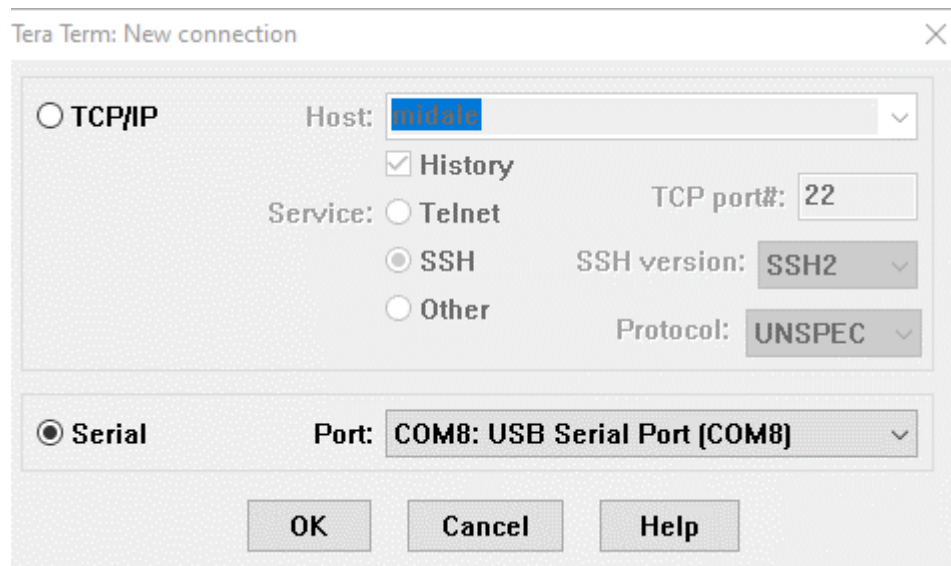 Tera Term: New connection
TCP/IP
Host: midale
History
Service: Telnet
TCP port#: 22
SSH
SSH version: SSH2
Other
Protocol: UNSPEC
Serial
Port: COM8: USB Serial Port (COM8)
OK Cancel Help